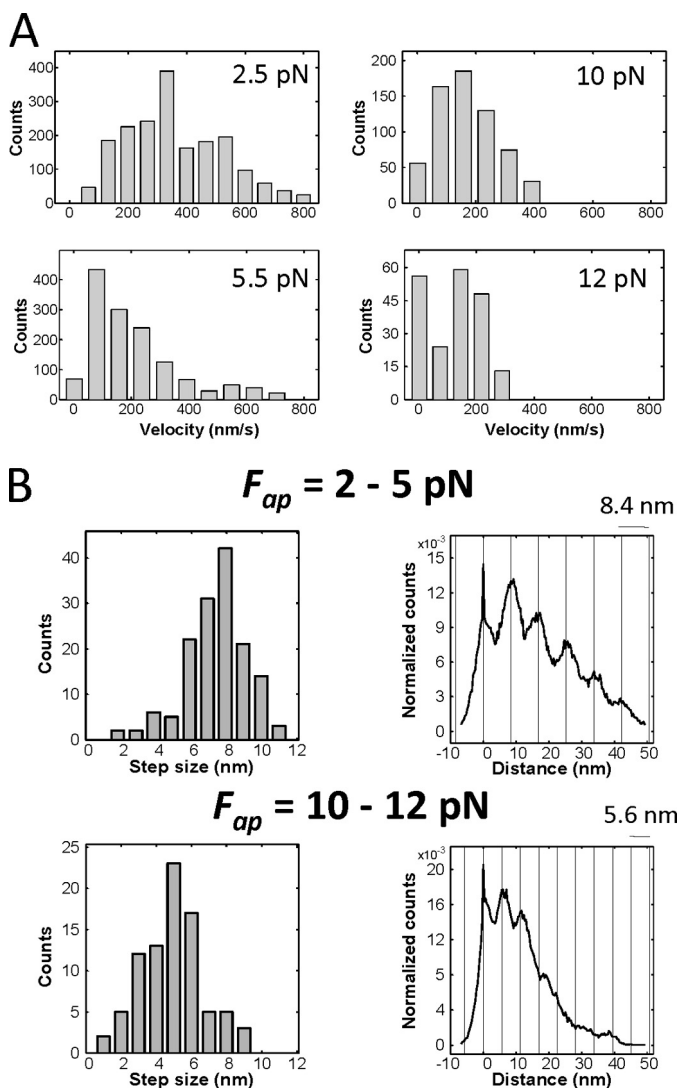 A
2.5 pN
10 pN
Counts
400
300
200
100
0
0 200 400 600 800
Counts
200
150
100
50
0
0 200 400 600 800
5.5 pN
12 pN
Counts
400
300
200
100
0
0 200 400 600 800
Velocity (nm/s)
Counts
60
45
30
15
0
0 200 400 600 800
Velocity (nm/s)
B
Fap = 2 - 5 pN
8.4 nm
Counts
40
30
20
10
0
0 2 4 6 8 10 12
Step size (nm)
x10-3
Normalized counts
15
12
9
6
3
0
-10 0 10 20 30 40 50
Distance (nm)
Fap = 10 - 12 pN
5.6 nm
Counts
25
20
15
10
5
0
0 2 4 6 8 10 12
Step size (nm)
x10-3
Normalized counts
20
16
12
5
4
0
-10 0 10 20 30 40 50
Distance (nm)